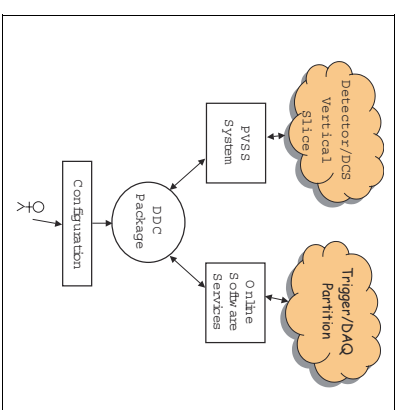 Detector/DCS
Vertical
Slice
Trigger/DAQ
Partition
PVSS
System
Online
Software
Services
DDC
Package
Configuration